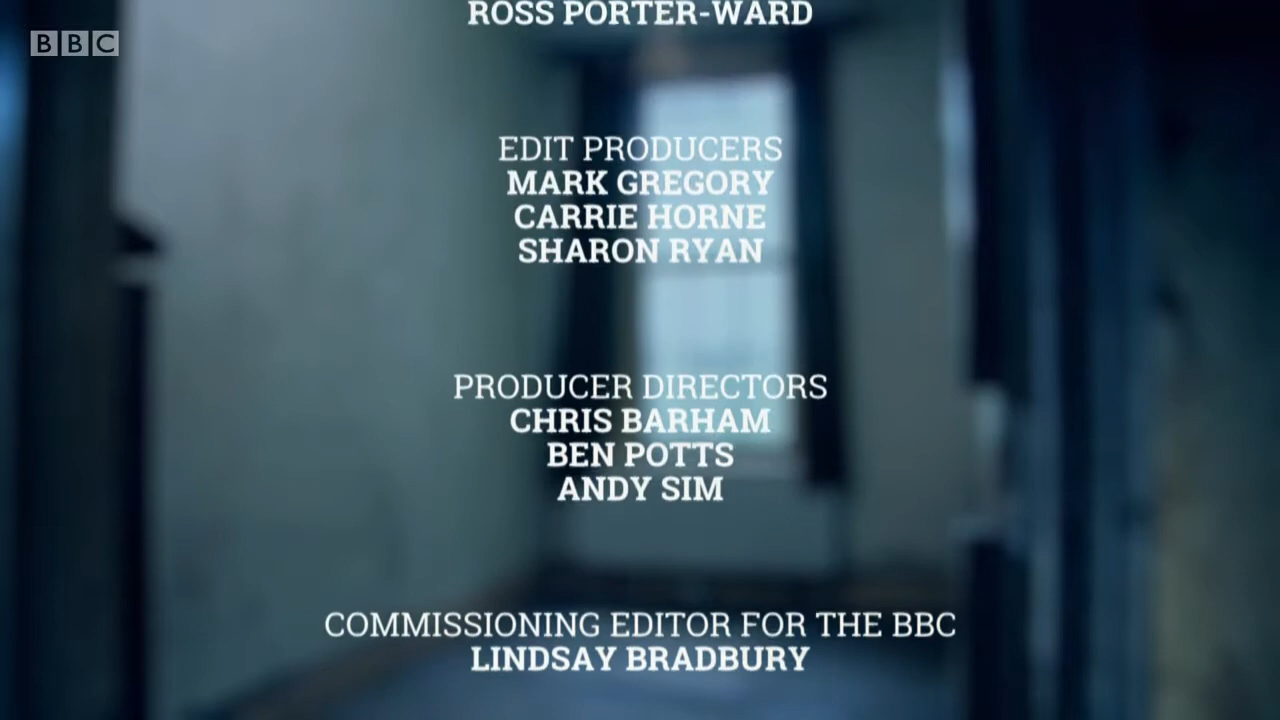 ROSS PORTER-WARD
BBC
EDIT PRODUCERS
MARK GREGORY
CARRIE HORNE
SHARON RYAN
PRODUCER DIRECTORS
CHRIS BARHAM
BEN POTTS
ANDY SIM
COMMISSIONING EDITOR FOR THE BBC
LINDSAY BRADBURY